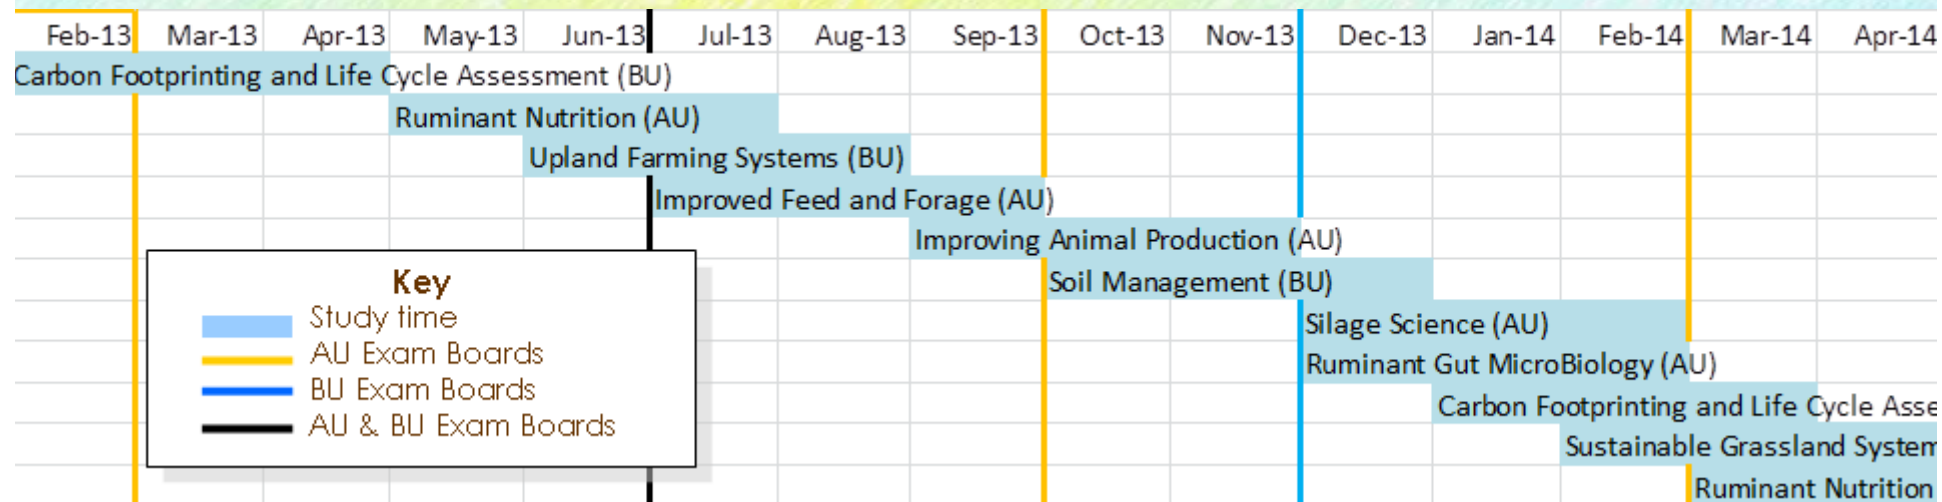 Feb-13 Mar-13 Apr-13 May-13 Jun-13 Jul-13 Aug-13 Sep-13 Oct-13 Nov-13 Dec-13 Jan-14 Feb-14 Mar-14 Apr-14
Carbon Footprinting and Life Cycle Assessment (BU)
Ruminant Nutrition (AU)
Upland Farming Systems (BU)
Improved Feed and Forage (AU)
Improving Animal Production (AU)
Soil Management (BU)
Silage Science (AU)
Ruminant Gut MicroBiology (AU)
Carbon Footprinting and Life Cycle Asse
Sustainable Grassland System
Ruminant Nutrition
Key
Study time
AU Exam Boards
BU Exam Boards
AU & BU Exam Boards